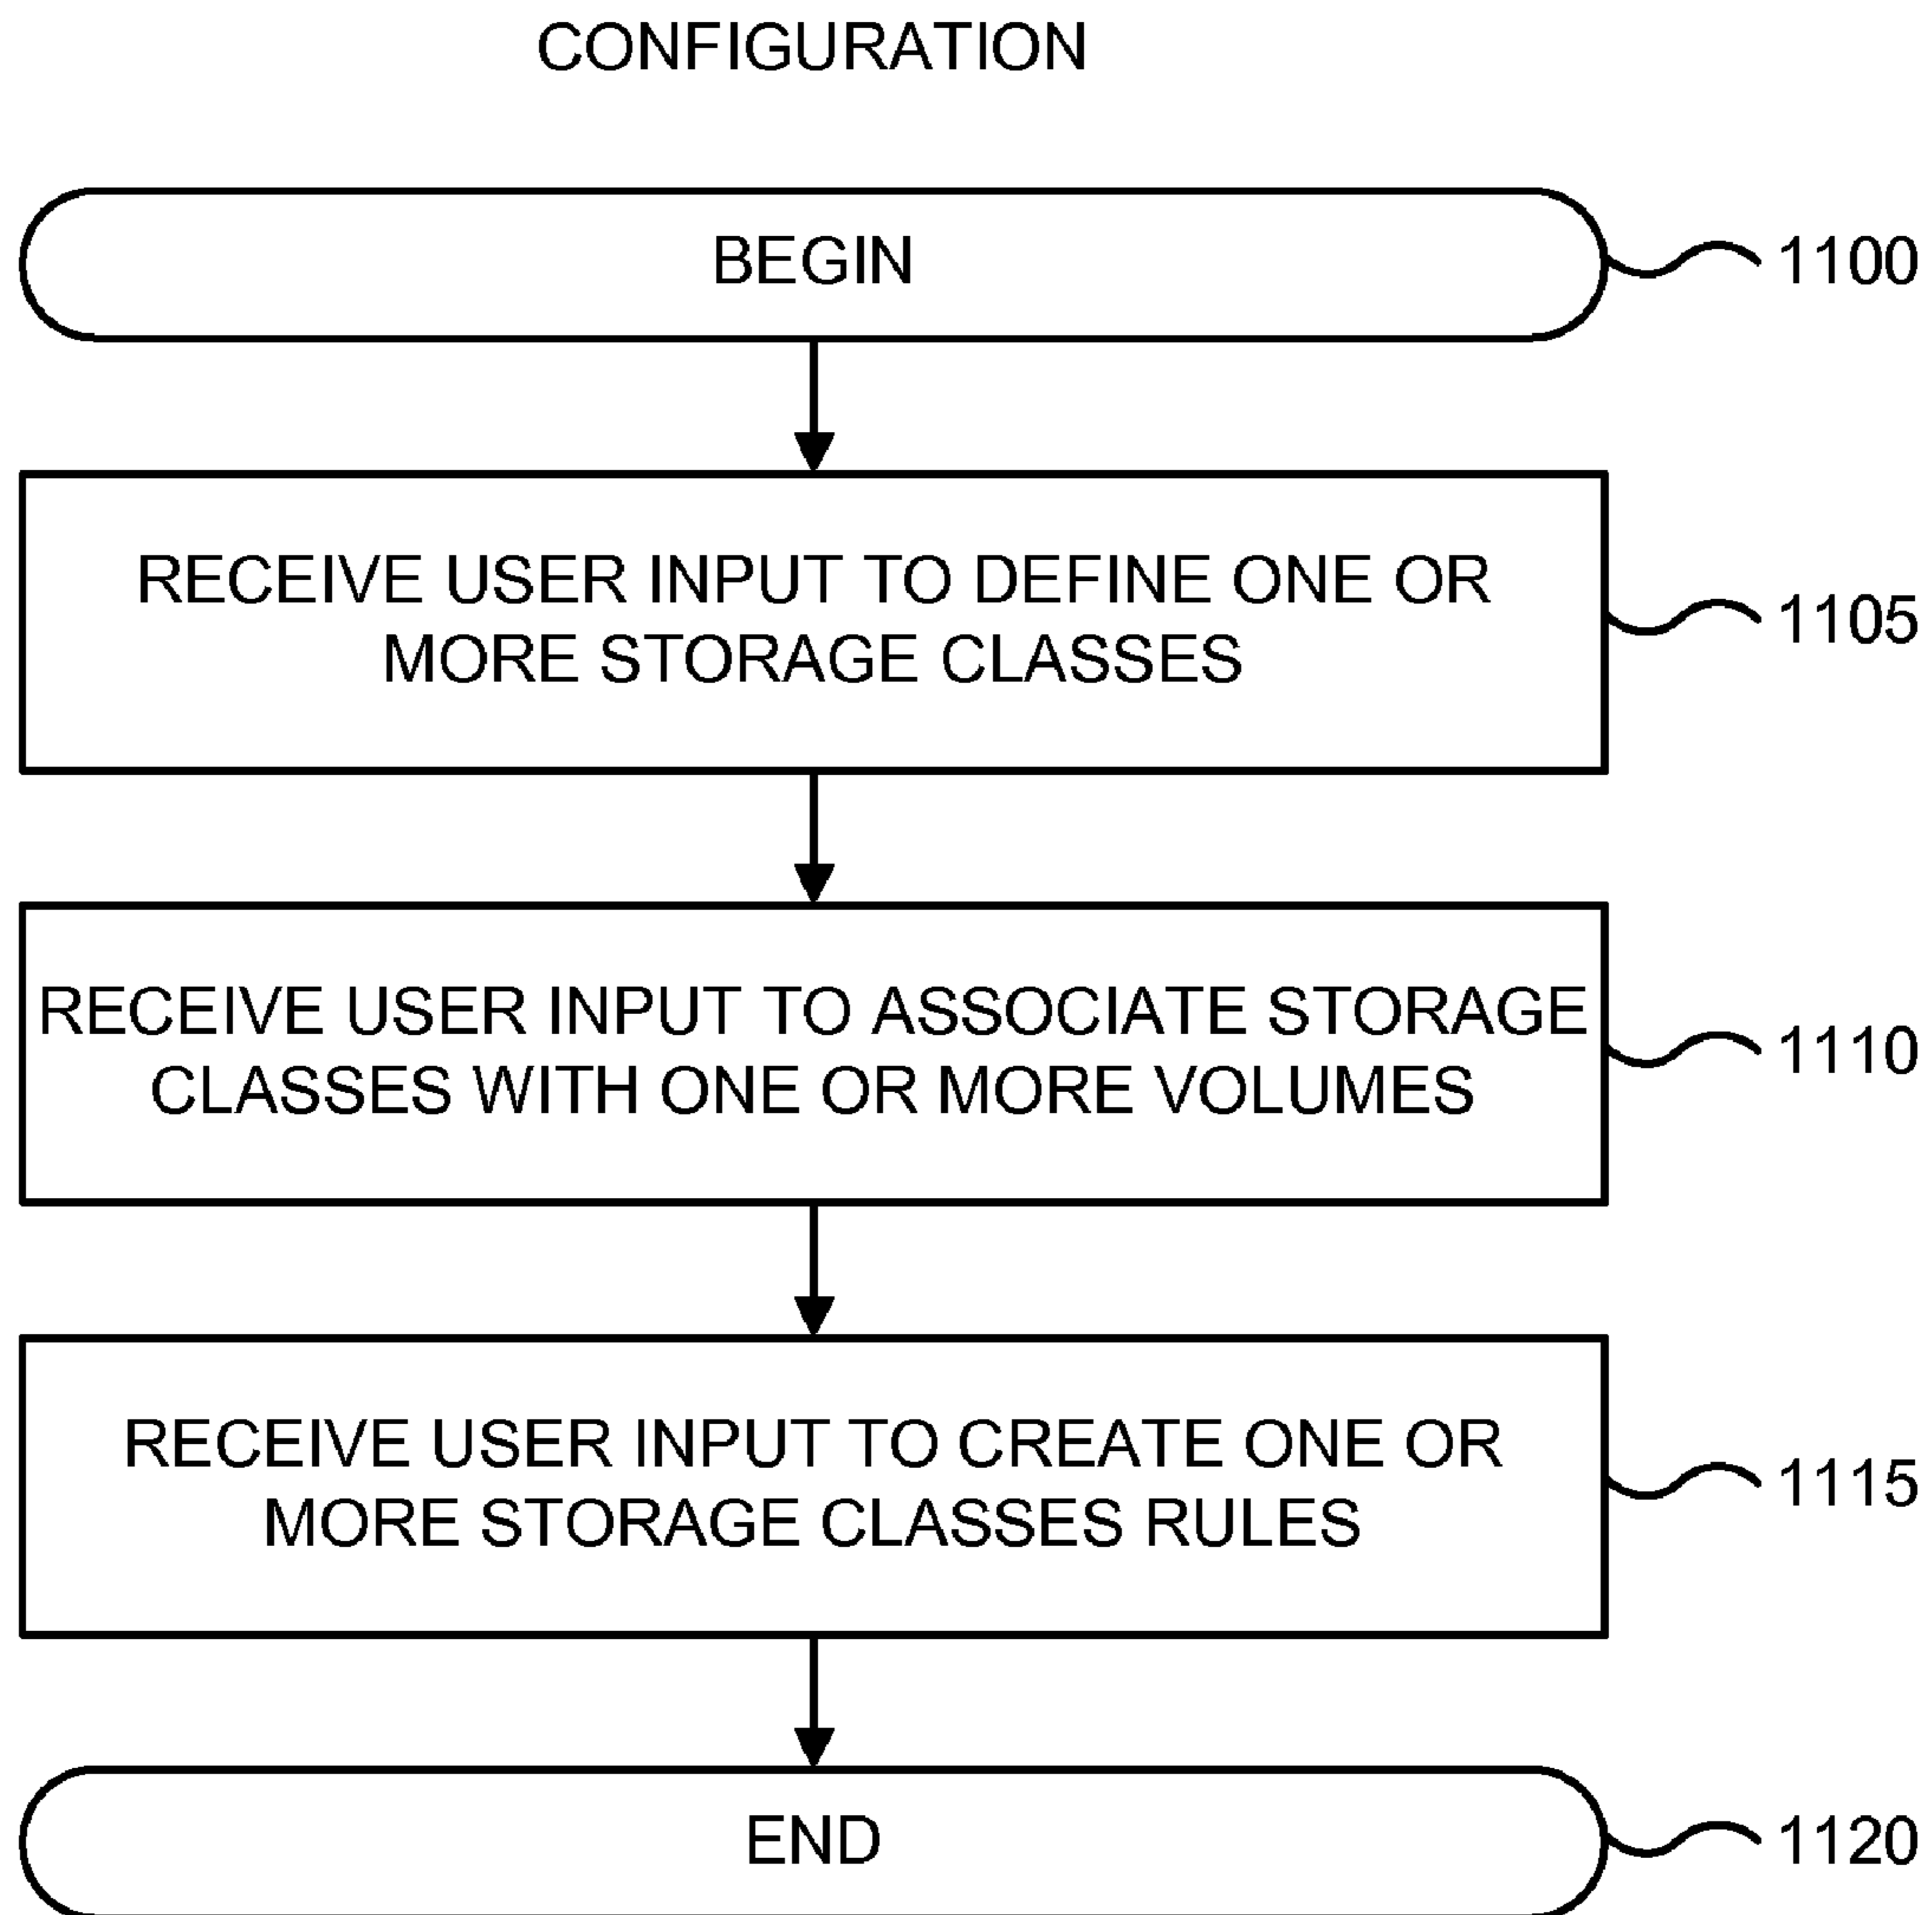 CONFIGURATION
BEGIN
1100
RECEIVE USER INPUT TO DEFINE ONE OR
MORE STORAGE CLASSES
1105
RECEIVE USER INPUT TO ASSOCIATE STORAGE
CLASSES WITH ONE OR MORE VOLUMES
1110
RECEIVE USER INPUT TO CREATE ONE OR
MORE STORAGE CLASSES RULES
1115
END
1120